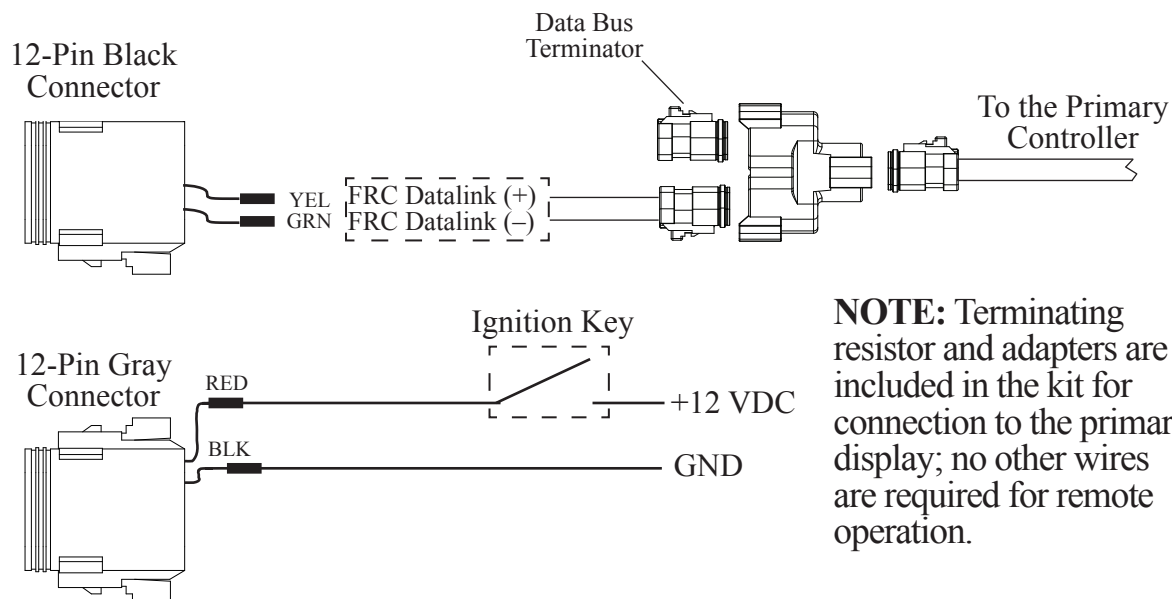 12-Pin Black
Connector
YEL
GRN
FRC Datalink (+)
FRC Datalink (–)
Data Bus
Terminator
To the Primary
Controller
12-Pin Gray
Connector
RED
BLK
Ignition Key
+12 VDC
GND
NOTE: Terminating
resistor and adapters are
included in the kit for
connection to the primar
display; no other wires
are required for remote
operation.